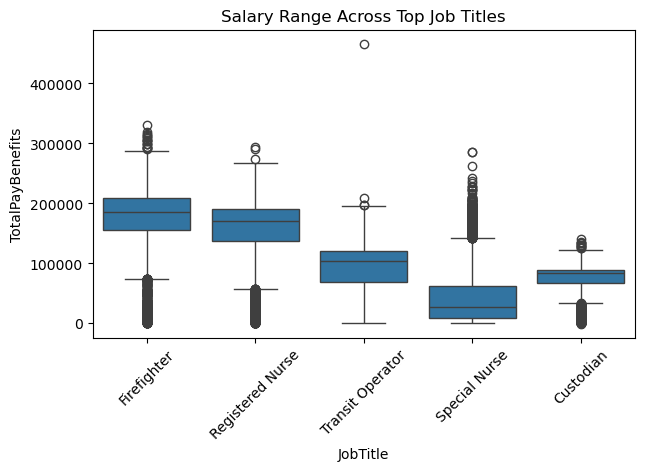 Salary Range Across Top Job Titles
400000
300000
200000
100000
0
TotalPayBenefits
Firefighter
Registered Nurse
Transit Operator
Special Nurse
Custodian
JobTitle